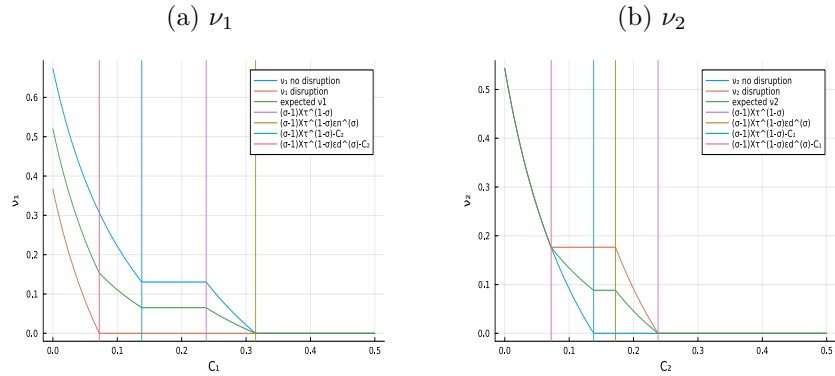 (a) ν₁
(b) ν₂
ν₁ no disruption
ν₁ disruption
expected ν1
(σ-1)Xτ^(1-σ)
(σ-1)Xτ^(1-σ)εn^(σ)
(σ-1)Xτ^(1-σ)-C₂
(σ-1)Xτ^(1-σ)εd^(σ)-C₂
0.6
0.5
0.4
0.3
0.2
0.1
0.0
ν₁
0.0 0.1 0.2 0.3 0.4 0.5
C₁
ν₂ no disruption
ν₂ disruption
expected ν2
(σ-1)Xτ^(1-σ)
(σ-1)Xτ^(1-σ)εd^(σ)
(σ-1)Xτ^(1-σ)-C₁
(σ-1)Xτ^(1-σ)εd^(σ)-C₁
0.5
0.4
0.3
0.2
0.1
0.0
ν₂
0.0 0.1 0.2 0.3 0.4 0.5
C₂